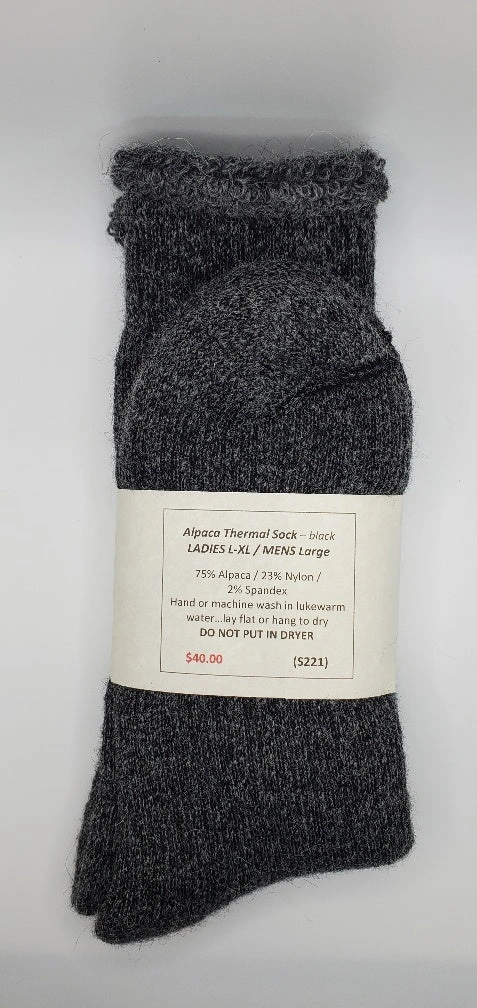 Alpaca Thermal Sock – black
LADIES L-XL / MENS Large
75% Alpaca / 23% Nylon /
2% Spandex
Hand or machine wash in lukewarm
water...lay flat or hang to dry
DO NOT PUT IN DRYER
$40.00 (S221)